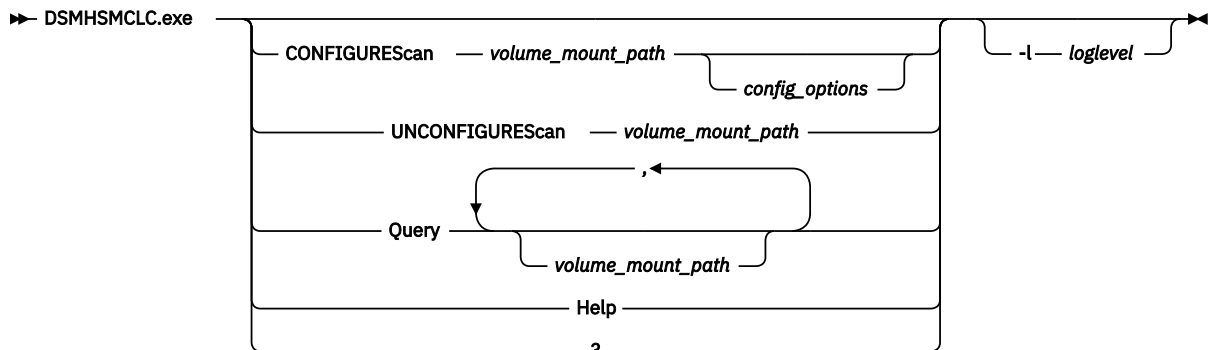 DSMHSMCLC.exe
CONFIGUREScan volume_mount_path -l loglevel
config_options
UNCONFIGUREScan volume_mount_path
,
Query
volume_mount_path
Help